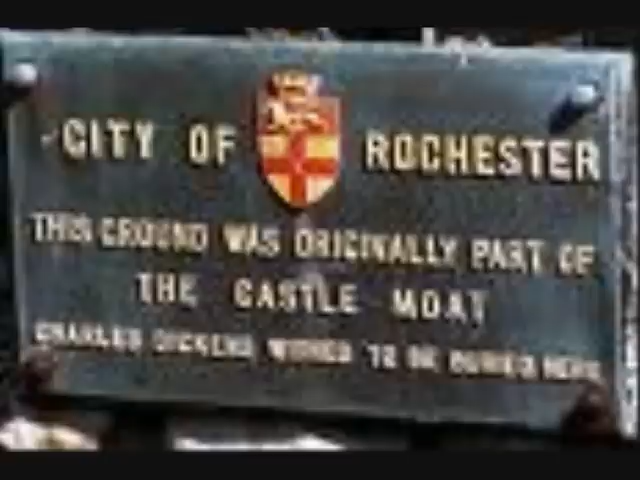 CITY OF ROCHESTER
THIS GROUND WAS ORIGINALLY PART OF
THE CASTLE MOAT
CHARLES DICKENS WISHED TO BE BURIED HERE